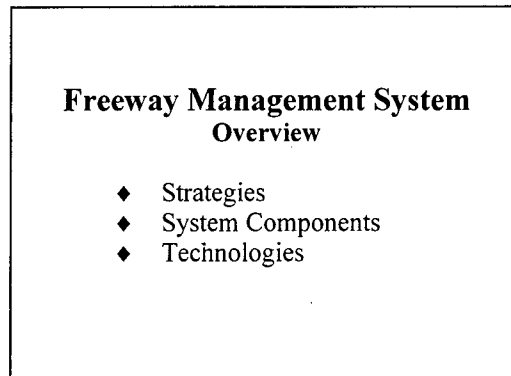 Freeway Management System
Overview
♦ Strategies
♦ System Components
♦ Technologies